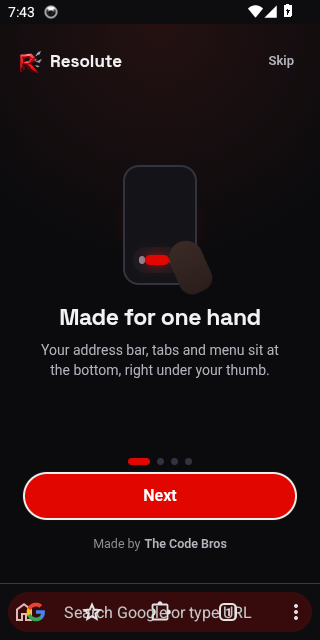 7:43
Resolute
Skip
Made for one hand
Your address bar, tabs and menu sit at
the bottom, right under your thumb.
Next
Made by The Code Bros
Search Google or type URL